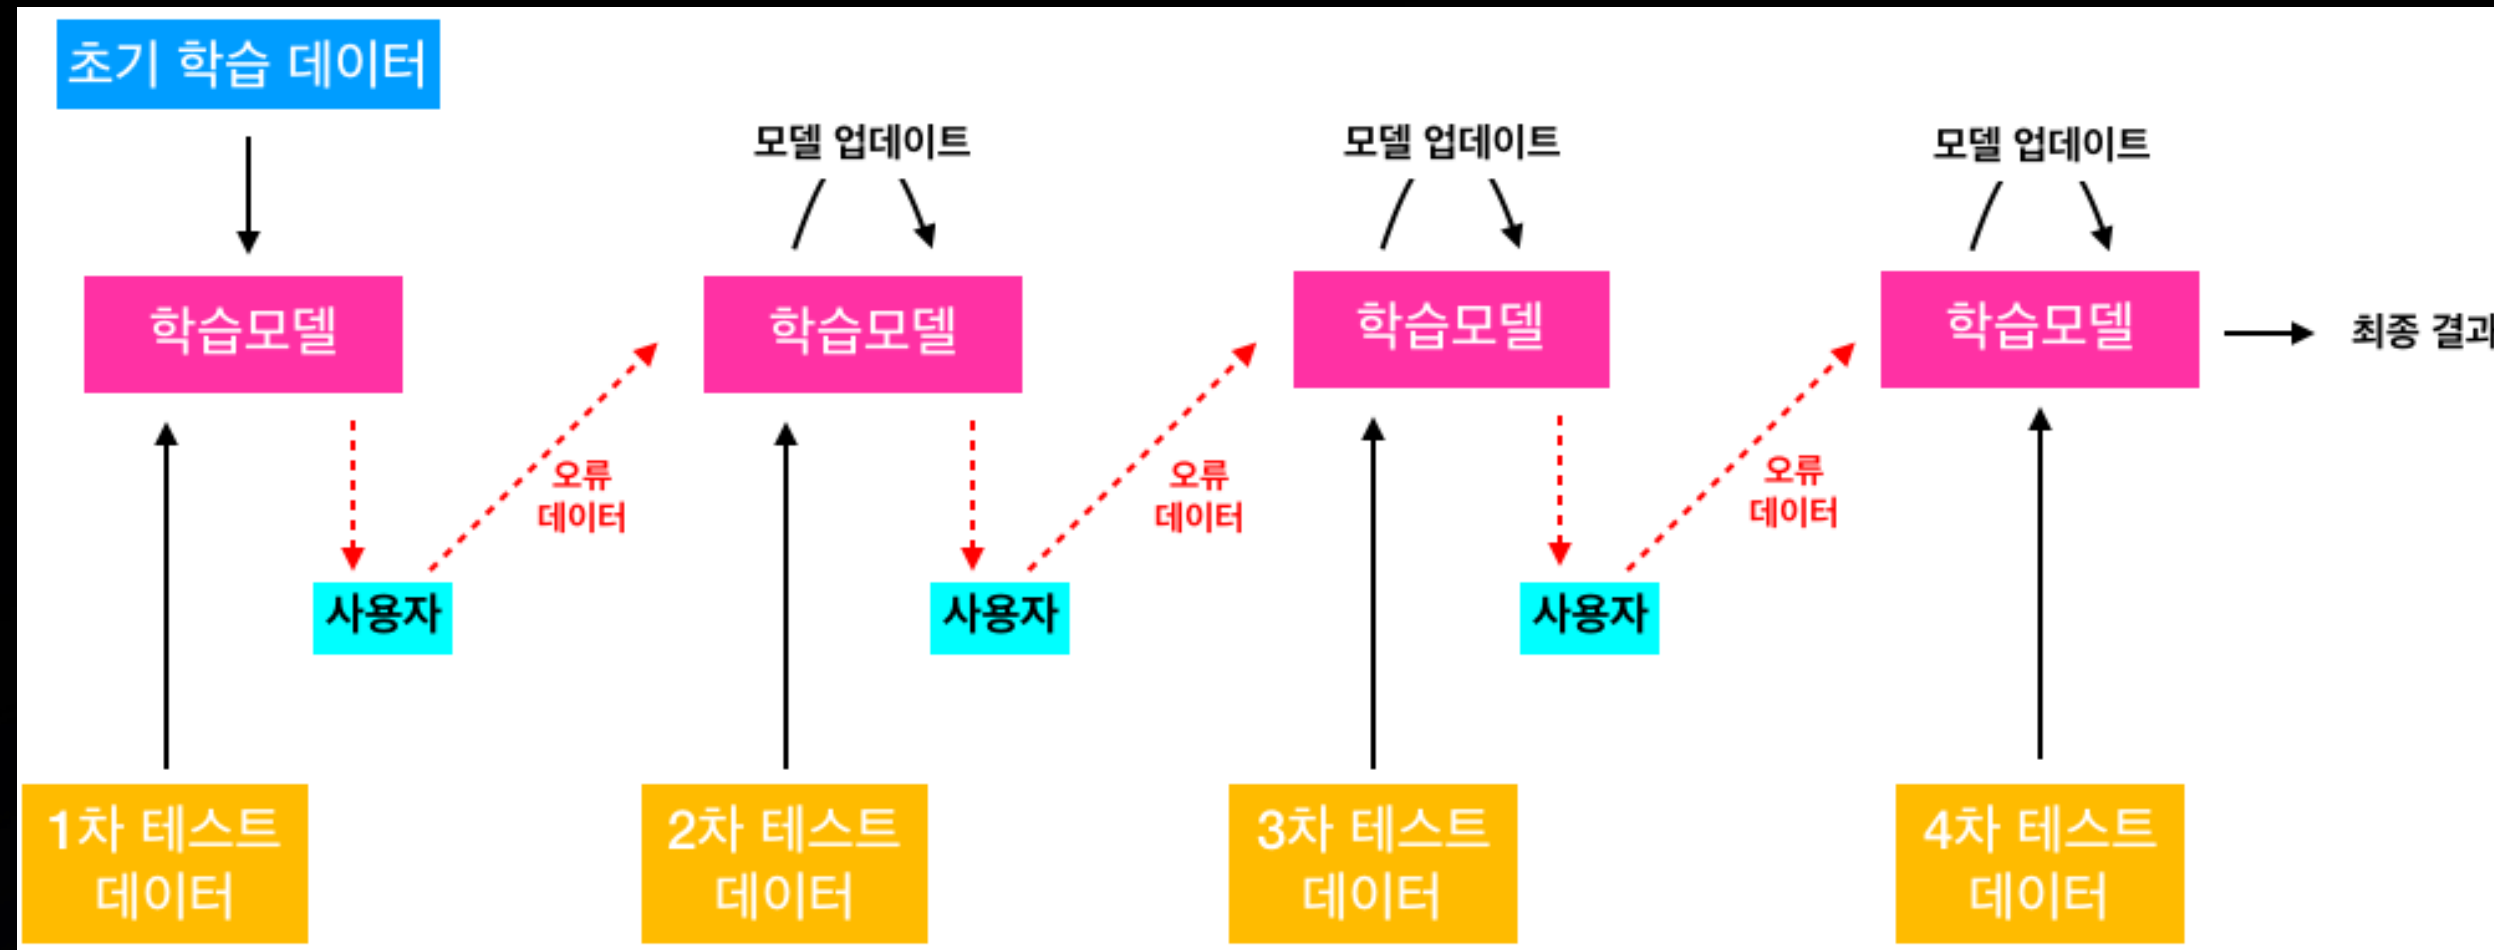 초기 학습 데이터
모델 업데이트
모델 업데이트
모델 업데이트
학습모델
학습모델
학습모델
학습모델
최종 결과
오류
데이터
오류
데이터
오류
데이터
사용자
사용자
사용자
1차 테스트
데이터
2차 테스트
데이터
3차 테스트
데이터
4차 테스트
데이터